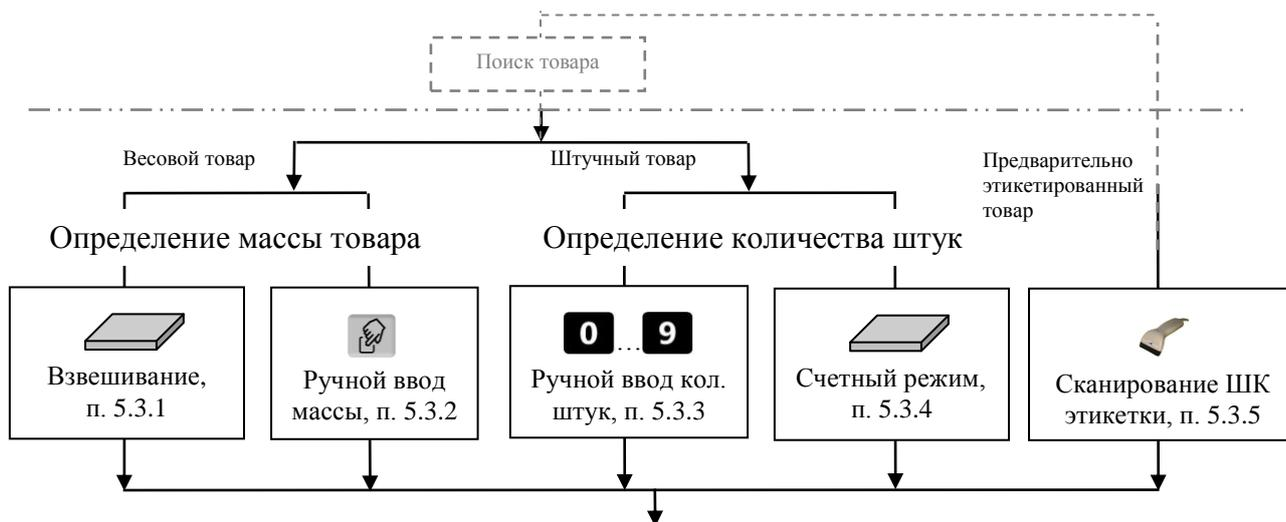 Поиск товара
Весовой товар
Штучный товар
Предварительно
этикетированный
товар
Определение массы товара
Определение количества штук
Взвешивание,
п. 5.3.1
Ручной ввод
массы, п. 5.3.2
0...9
Ручной ввод кол.
штук, п. 5.3.3
Счетный режим,
п. 5.3.4
Сканирование ШК
этикетки, п. 5.3.5